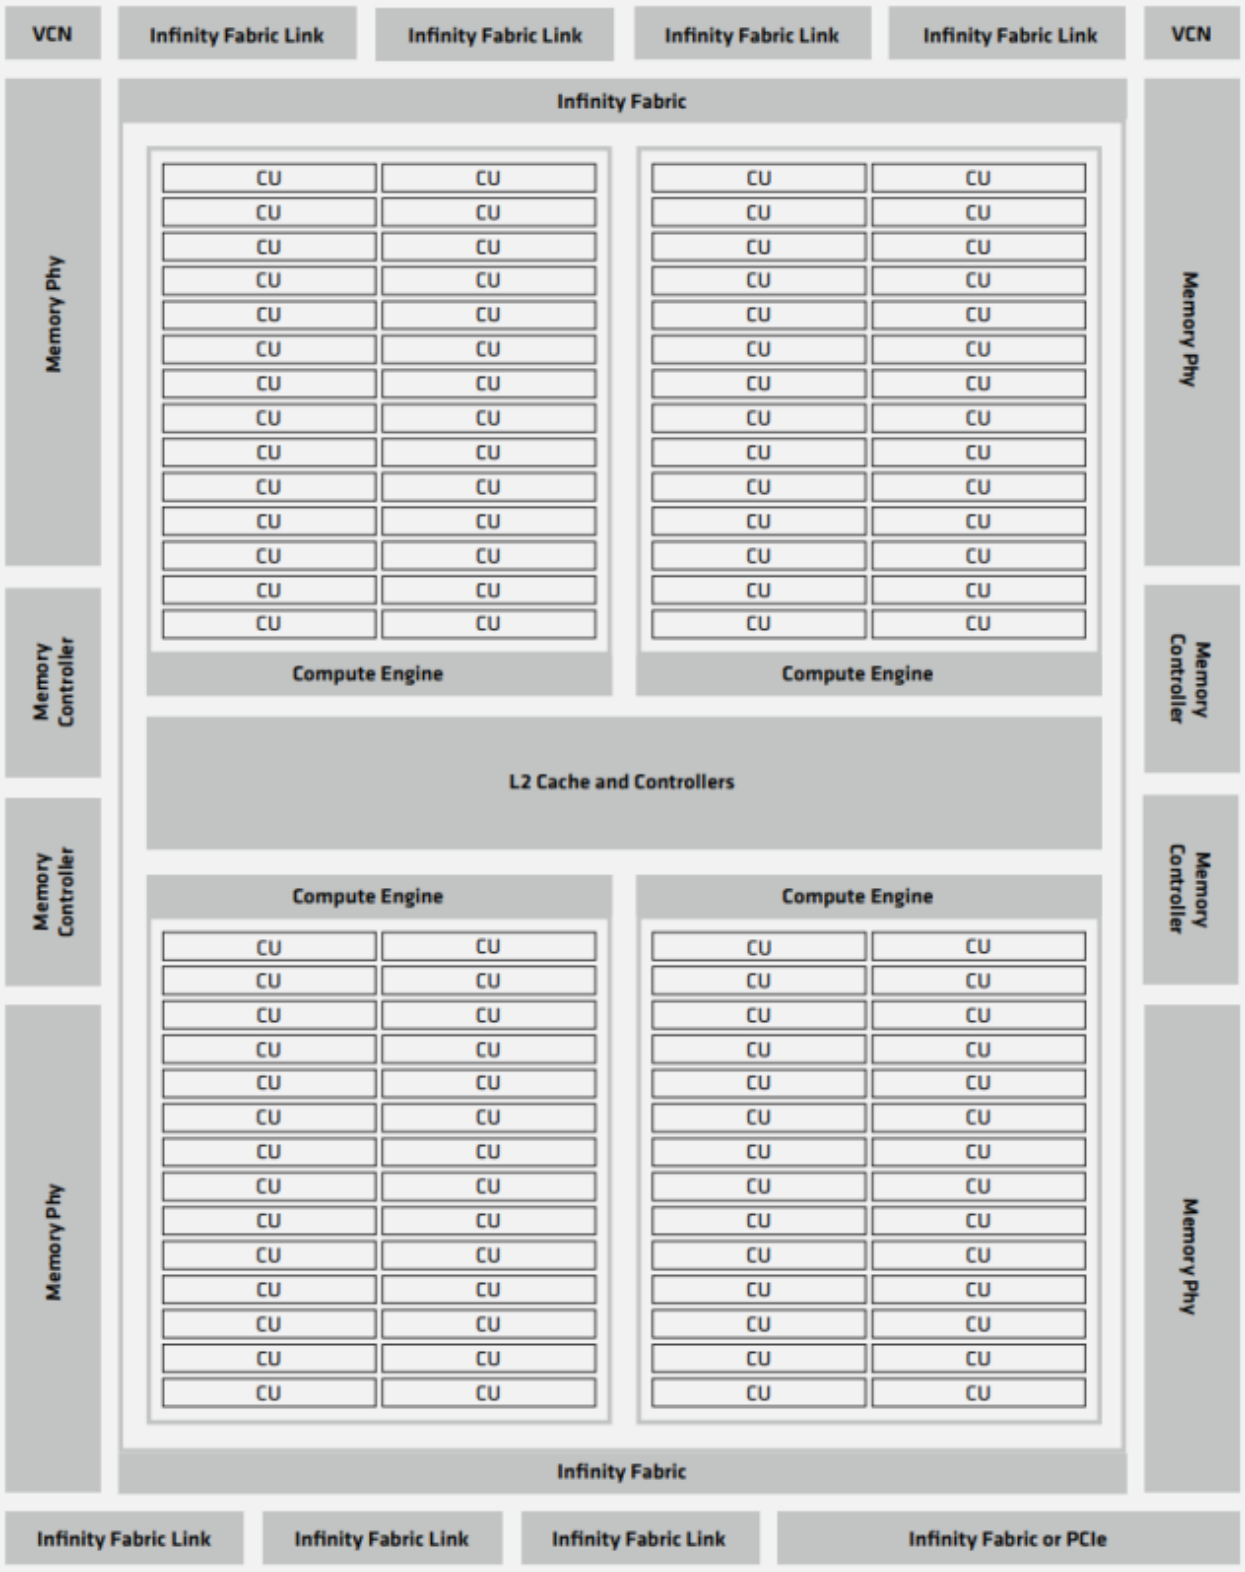 VCN Infinity Fabric Link Infinity Fabric Link Infinity Fabric Link Infinity Fabric Link VCN
Infinity Fabric
Memory Phy
Memory Phy
CU CU CU CU
CU CU CU CU
CU CU CU CU
CU CU CU CU
CU CU CU CU
CU CU CU CU
CU CU CU CU
CU CU CU CU
CU CU CU CU
CU CU CU CU
CU CU CU CU
CU CU CU CU
CU CU CU CU
CU CU CU CU
Compute Engine Compute Engine
Memory
Controller
Memory
Controller
L2 Cache and Controllers
Memory
Controller
Memory
Controller
Compute Engine Compute Engine
CU CU CU CU
CU CU CU CU
CU CU CU CU
CU CU CU CU
CU CU CU CU
CU CU CU CU
CU CU CU CU
CU CU CU CU
CU CU CU CU
CU CU CU CU
CU CU CU CU
CU CU CU CU
CU CU CU CU
CU CU CU CU
Memory Phy
Memory Phy
Infinity Fabric
Infinity Fabric Link Infinity Fabric Link Infinity Fabric Link Infinity Fabric or PCIe